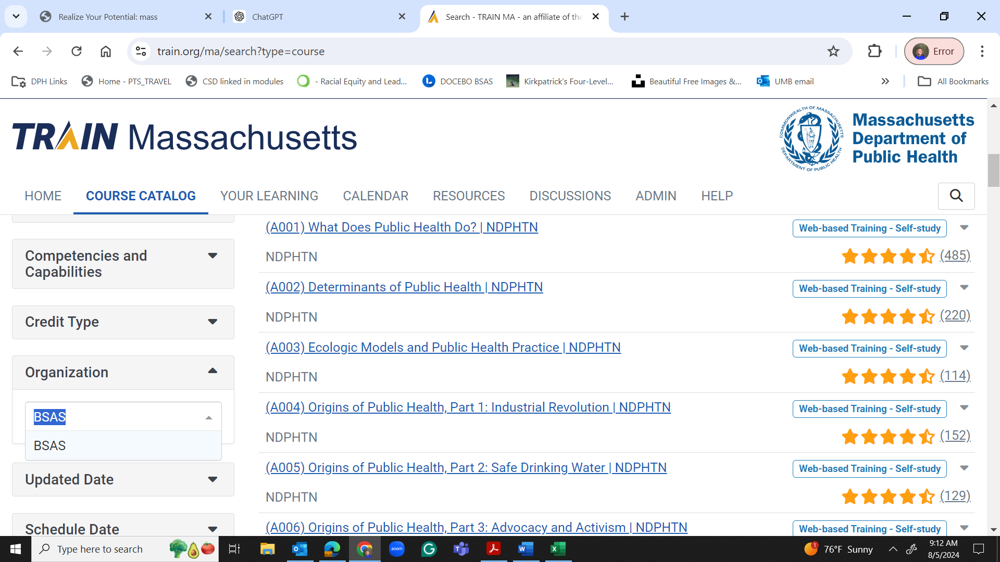 Realize Your Potential: mass
ChatGPT
Search - TRAIN MA - an affiliate of the
train.org/ma/search?type=course
Error
DPH Links
Home - PTS_TRAVEL
CSD linked in modules
- Racial Equity and Lead...
DOCEBO BSAS
Kirkpatrick's Four-Level...
Beautiful Free Images &...
UMB email
All Bookmarks
TRAIN Massachusetts
COMMONWEALTH OF MASSACHUSETTS
DEPARTMENT OF PUBLIC HEALTH
Massachusetts
Department of
Public Health
HOME
COURSE CATALOG
YOUR LEARNING
CALENDAR
RESOURCES
DISCUSSIONS
ADMIN
HELP
Competencies and
Capabilities
Credit Type
Organization
BSAS
BSAS
Updated Date
Schedule Date
(A001) What Does Public Health Do? | NDPHTN
Web-based Training - Self-study
NDPHTN
(485)
(A002) Determinants of Public Health | NDPHTN
Web-based Training - Self-study
NDPHTN
(220)
(A003) Ecologic Models and Public Health Practice | NDPHTN
Web-based Training - Self-study
NDPHTN
(114)
(A004) Origins of Public Health, Part 1: Industrial Revolution | NDPHTN
Web-based Training - Self-study
NDPHTN
(152)
(A005) Origins of Public Health, Part 2: Safe Drinking Water | NDPHTN
Web-based Training - Self-study
NDPHTN
(129)
(A006) Origins of Public Health, Part 3: Advocacy and Activism | NDPHTN
Web-based Training - Self-study
Type here to search
zoom
1
76°F Sunny
9:12 AM
8/5/2024